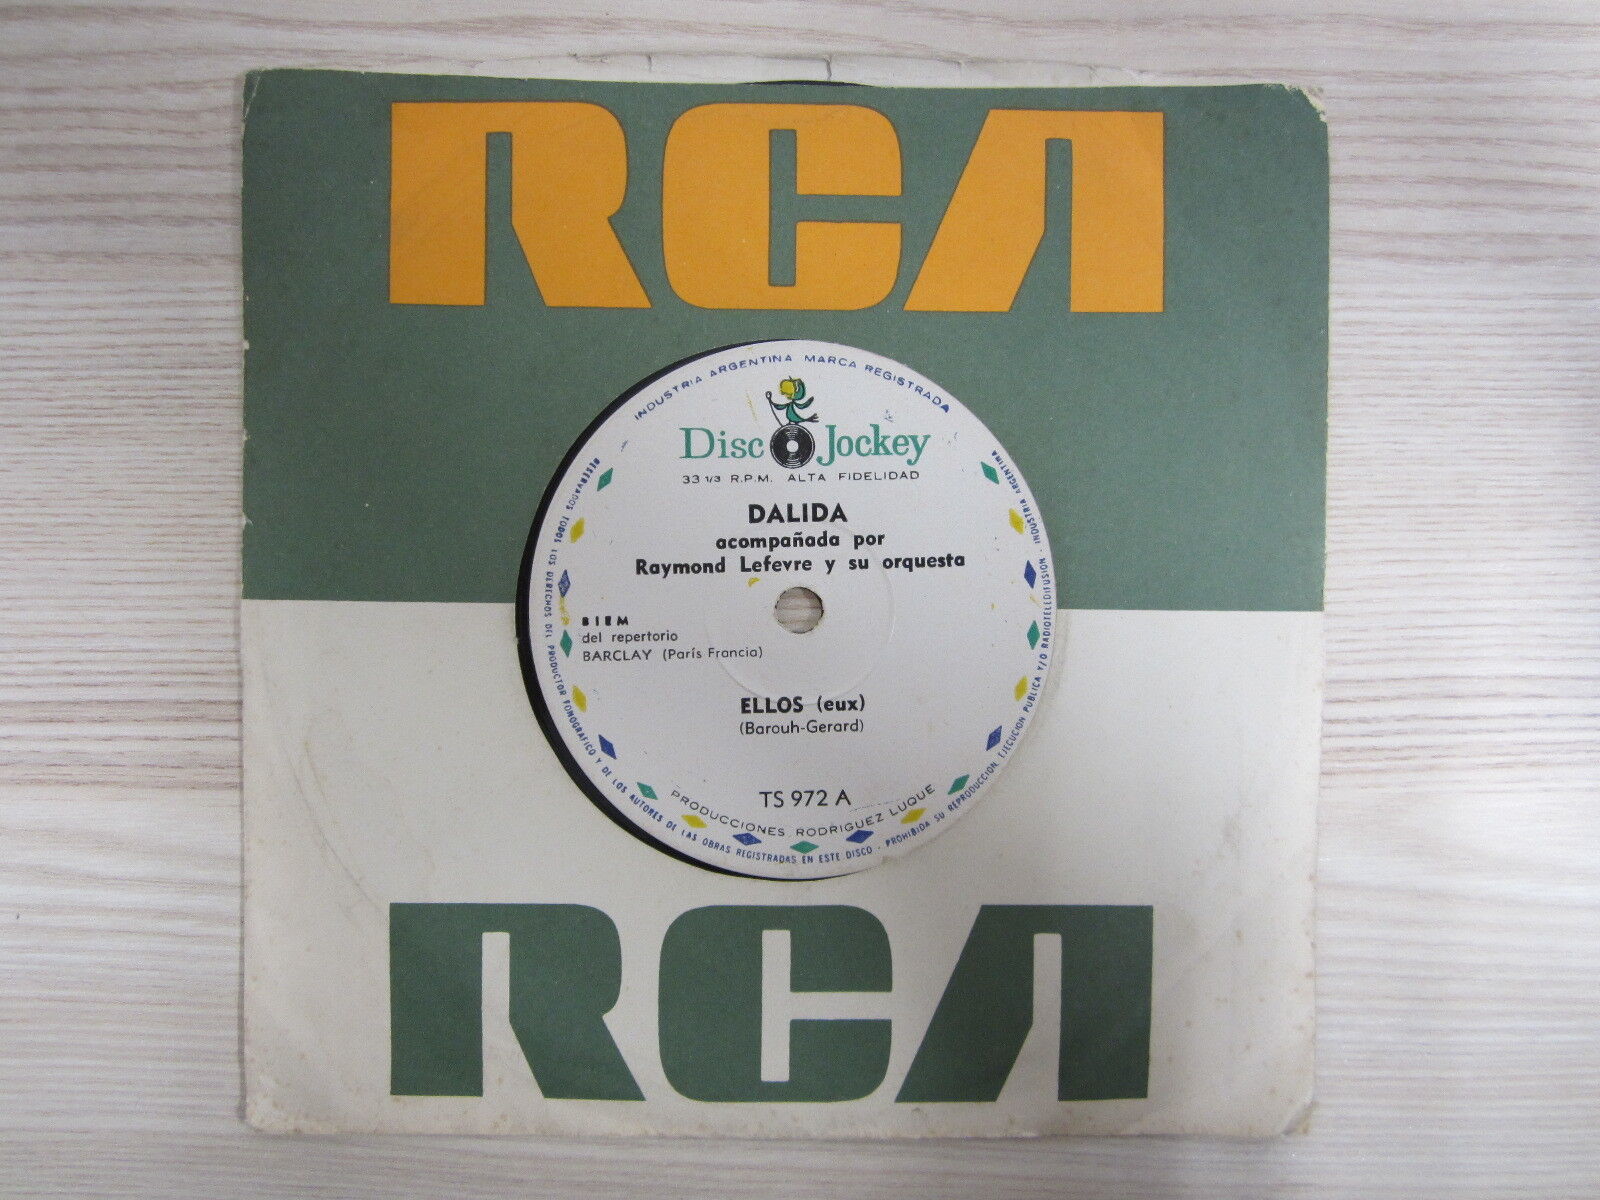 RCA
INDUSTRIA ARGENTINA MARCA REGISTRADA
Disc Jockey
33 1/3 R.P.M. ALTA FIDELIDAD
DALIDA
acompañada por
Raymond Lefevre y su orquesta
BIEM
del repertorio
BARCLAY (París Francia)
ELLOS (eux)
(Barouh-Gerard)
TS 972 A
PRODUCCIONES RODRIGUEZ LUQUE
RESERVADOS TODOS LOS DERECHOS DEL PRODUCTOR FONOGRAFICO Y DE LOS AUTORES DE LAS OBRAS REGISTRADAS EN ESTE DISCO - PROHIBIDA SU REPRODUCCION, EJECUCION PUBLICA Y/O RADIOTELEDIFUSION - INDUSTRIA ARGENTINA
RCA